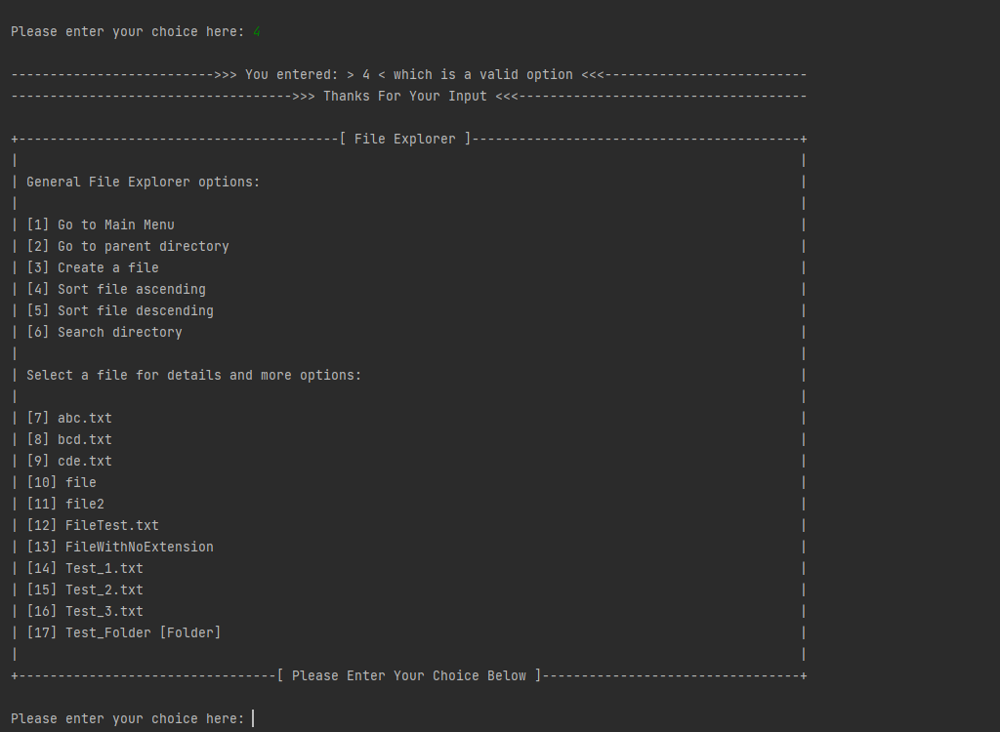 Please enter your choice here: 4
-------------------------->>> You entered: > 4 < which is a valid option <<<--------------------------
------------------------------------>>> Thanks For Your Input <<<-------------------------------------
+-----------------------------------------[ File Explorer ]------------------------------------------+
| |
| General File Explorer options: |
| |
| [1] Go to Main Menu |
| [2] Go to parent directory |
| [3] Create a file |
| [4] Sort file ascending |
| [5] Sort file descending |
| [6] Search directory |
| |
| Select a file for details and more options: |
| |
| [7] abc.txt |
| [8] bcd.txt |
| [9] cde.txt |
| [10] file |
| [11] file2 |
| [12] FileTest.txt |
| [13] FileWithNoExtension |
| [14] Test_1.txt |
| [15] Test_2.txt |
| [16] Test_3.txt |
| [17] Test_Folder [Folder] |
| |
+---------------------------------[ Please Enter Your Choice Below ]---------------------------------+
Please enter your choice here: